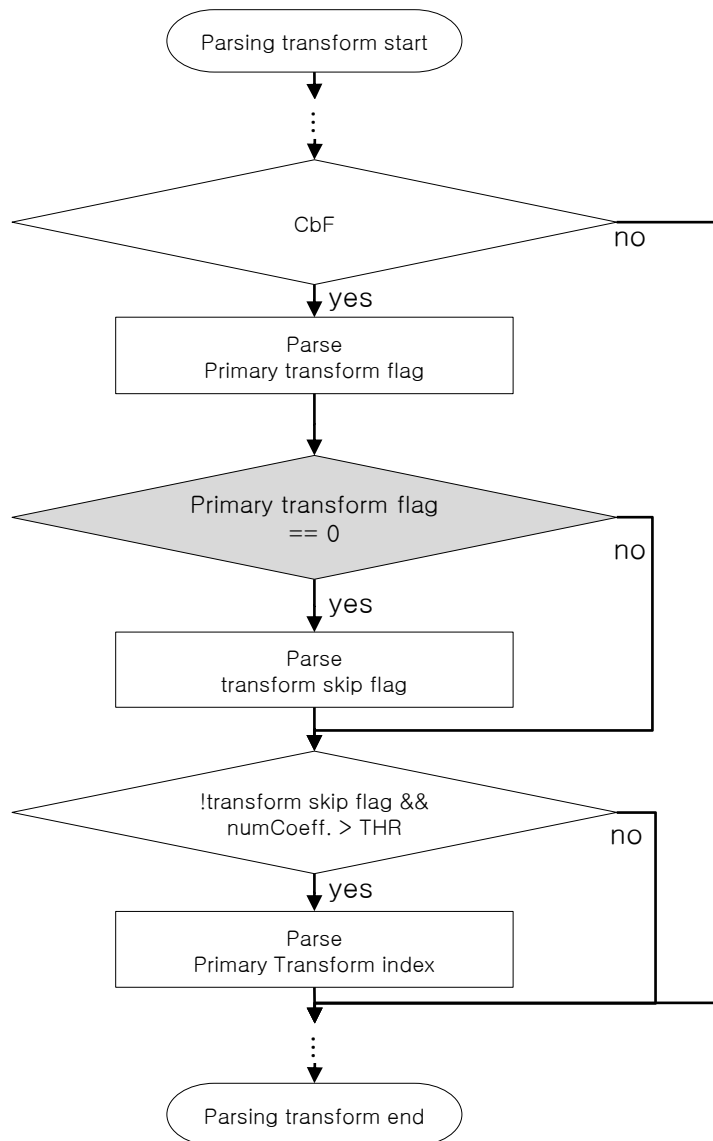 Parsing transform start
⋮
CbF
no
yes
Parse
Primary transform flag
Primary transform flag
== 0
no
yes
Parse
transform skip flag
!transform skip flag &&
numCoeff. > THR
no
yes
Parse
Primary Transform index
⋮
Parsing transform end